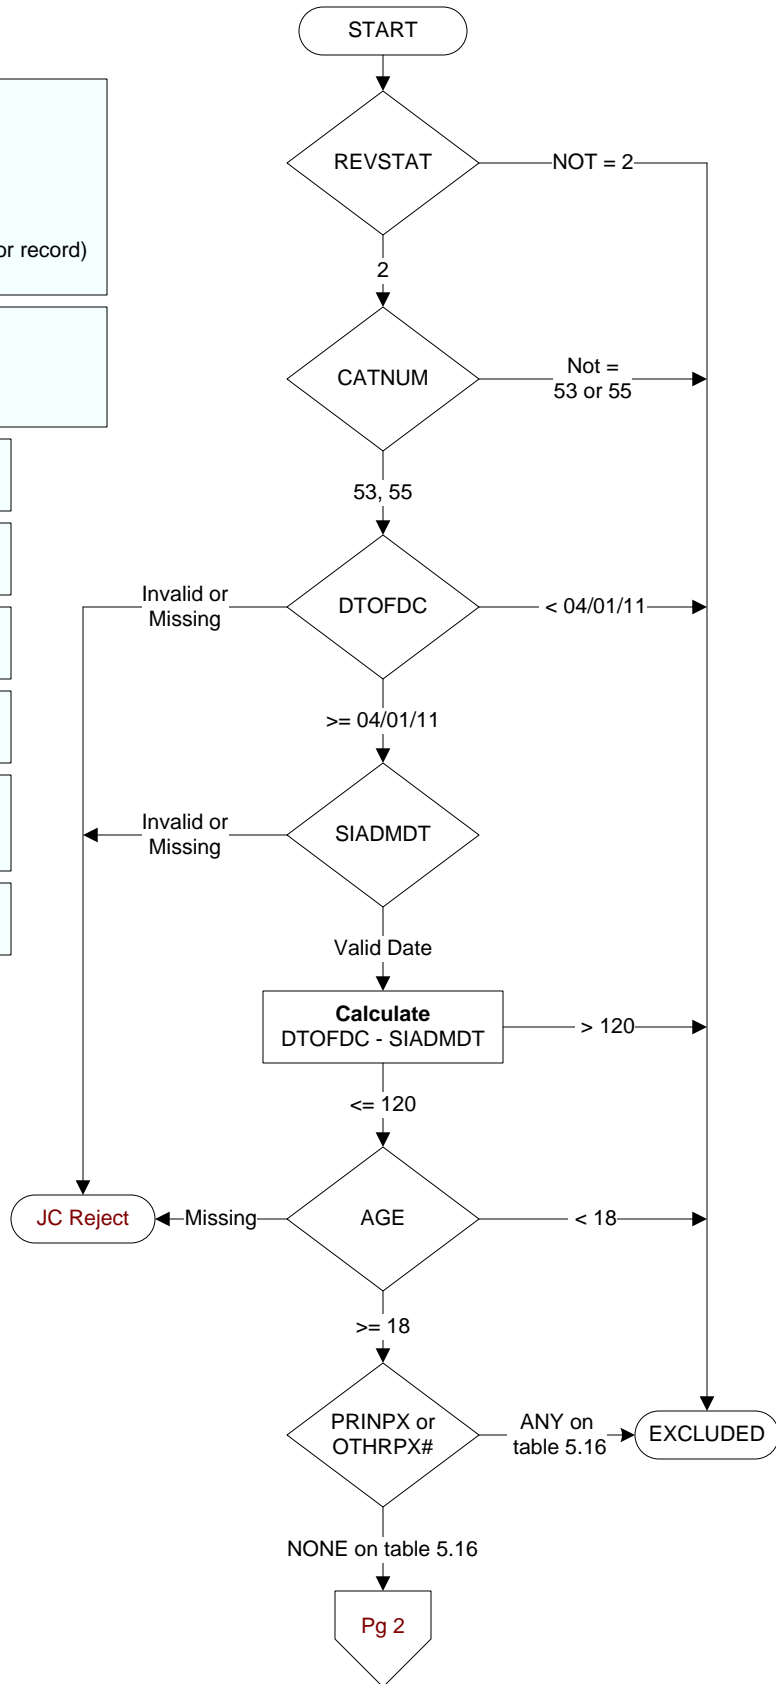 START
REVSTAT
NOT = 2
or record)
2
CATNUM
Not =
53 or 55
53, 55
Invalid or
Missing
DTOFDC
< 04/01/11
>= 04/01/11
Invalid or
Missing
SIADMDT
Valid Date
Calculate
DTOFDC - SIADMDT
> 120
<= 120
JC Reject
Missing
AGE
< 18
>= 18
PRINPX or
OTHRPX#
ANY on
table 5.16
EXCLUDED
NONE on table 5.16
Pg 2